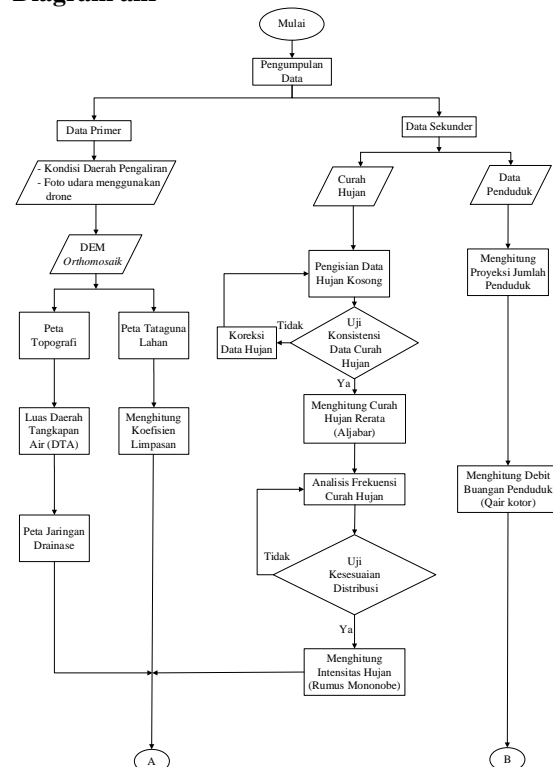 Diagram
Mulai
Pengumpulan
Data
Data Primer
Data Sekunder
- Kondisi Daerah Pengaliran
- Foto udara menggunakan
drone
Curah
Hujan
Data
Penduduk
DEM
Orthomosaik
Pengisian Data
Hujan Kosong
Menghitung
Proyeksi Jumlah
Penduduk
Peta
Topografi
Peta Tataguna
Lahan
Koreksi
Data Hujan
Tidak
Uji
Konsistensi
Data Curah
Hujan
Ya
Luas Daerah
Tangkapan
Air (DTA)
Menghitung
Koefisien
Limpasan
Menghitung Curah
Hujan Rerata
(Aljabar)
Analisis Frekuensi
Curah Hujan
Menghitung Debit
Buangan Penduduk
(Qair kotor)
Peta Jaringan
Drainase
Tidak
Uji
Kesesuaian
Distribusi
Ya
Menghitung
Intensitas Hujan
(Rumus Mononobe)
A
B